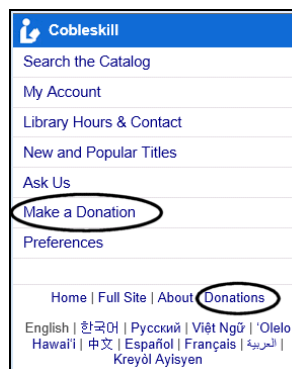 Cobleskill
Search the Catalog
My Account
Library Hours & Contact
New and Popular Titles
Ask Us
Make a Donation
Preferences
Home | Full Site | About | Donations
English | 한국어 | Русский | Việt Ngữ | ‘Olelo
Hawai‘i | 中文 | Español | Français | العربية |
Kreyòl Ayisyen